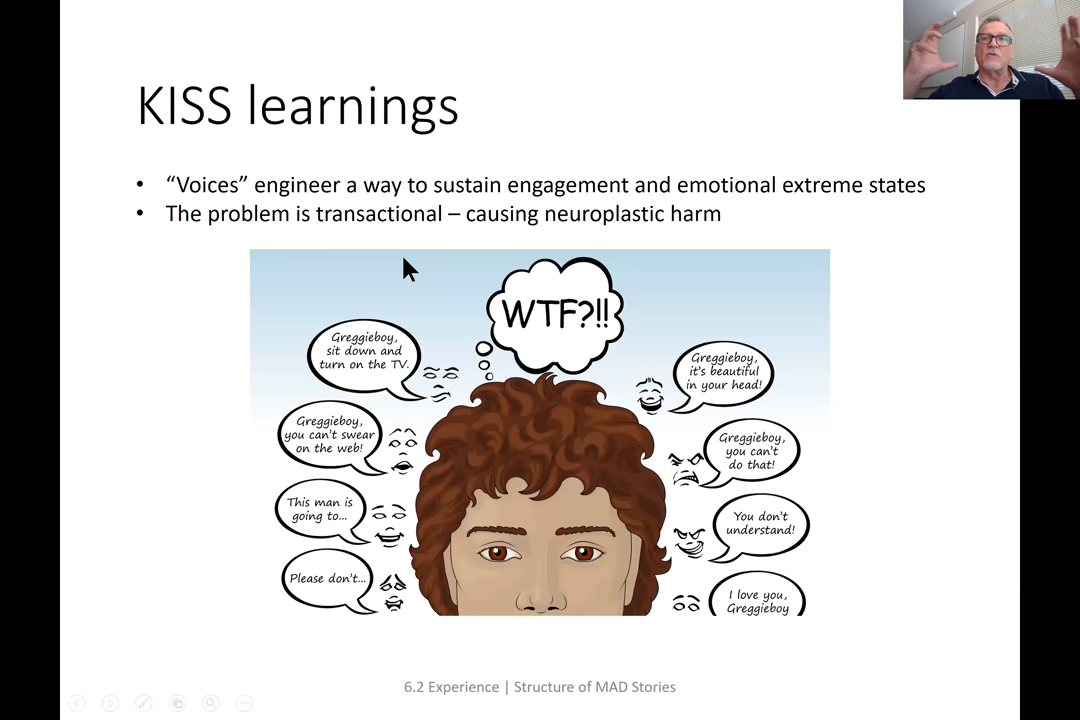 KISS learnings
• “Voices” engineer a way to sustain engagement and emotional extreme states
• The problem is transactional – causing neuroplastic harm
WTF?!!
Greggieboy,
sit down and
turn on the TV.
Greggieboy,
you can't swear
on the web!
This man is
going to...
Please don't...
Greggieboy,
it's beautiful
in your head!
Greggieboy,
you can't
do that!
You don't
understand!
I love you,
Greggieboy
6.2 Experience | Structure of MAD Stories